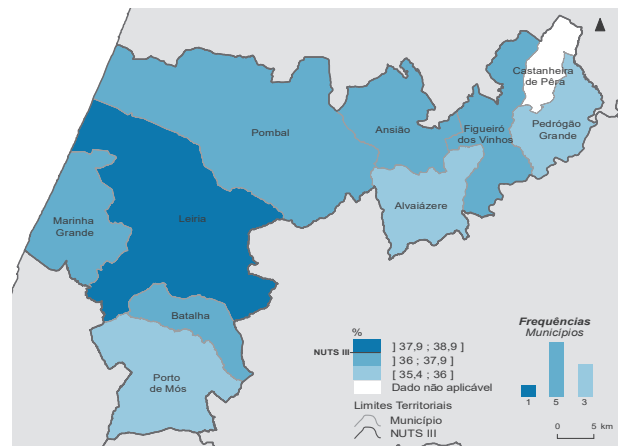 Castanheira
de Pêra
Pedrógão
Grande
Figueiró
dos Vinhos
Ansião
Pombal
Alvaiázere
Leiria
Marinha
Grande
Batalha
Porto
de Mós
%
NUTS III
] 37,9 ; 38,9 ]
] 36 ; 37,9 ]
[ 35,4 ; 36 ]
Dado não aplicável
Limites Territoriais
Município
NUTS III
Frequências
Municípios
1 5 3
0 5 km